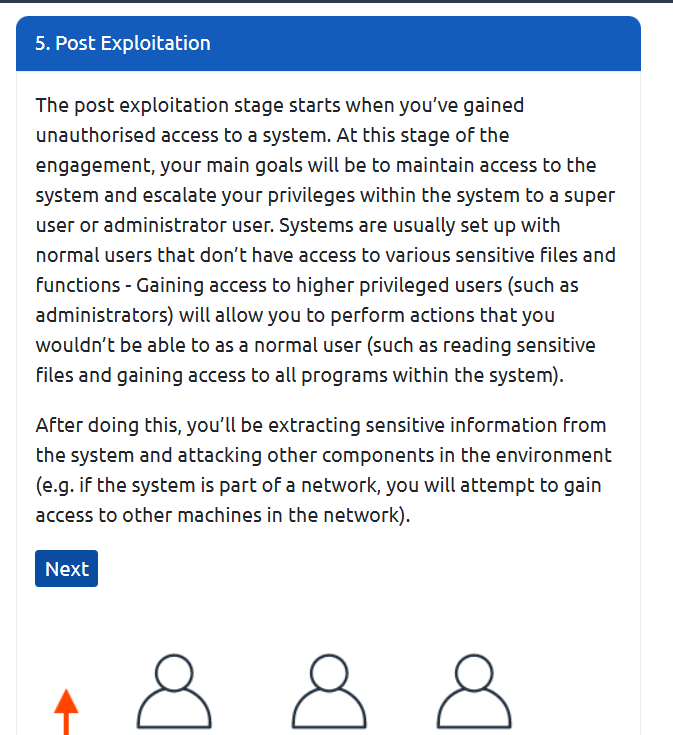 5. Post Exploitation
The post exploitation stage starts when you’ve gained
unauthorised access to a system. At this stage of the
engagement, your main goals will be to maintain access to the
system and escalate your privileges within the system to a super
user or administrator user. Systems are usually set up with
normal users that don’t have access to various sensitive files and
functions - Gaining access to higher privileged users (such as
administrators) will allow you to perform actions that you
wouldn’t be able to as a normal user (such as reading sensitive
files and gaining access to all programs within the system).
After doing this, you’ll be extracting sensitive information from
the system and attacking other components in the environment
(e.g. if the system is part of a network, you will attempt to gain
access to other machines in the network).
Next